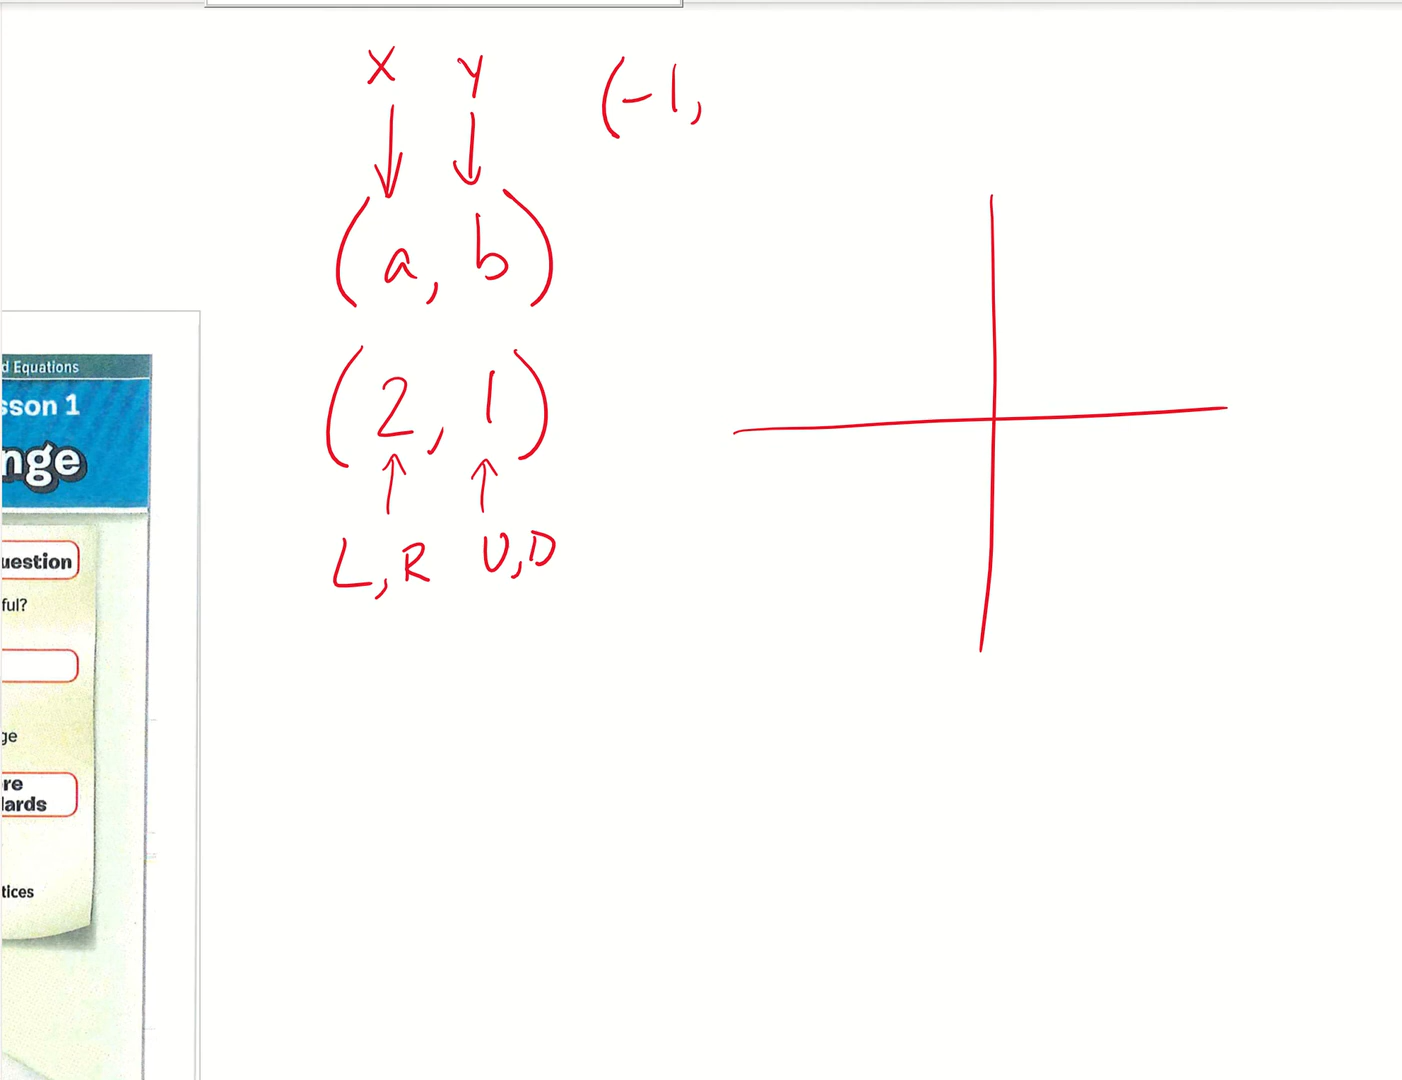 x y
(-1,
(a, b)
(2, 1)
L, R U, D
d Equations
sson 1
nge
uestion
ful?
ge
re
lards
tices